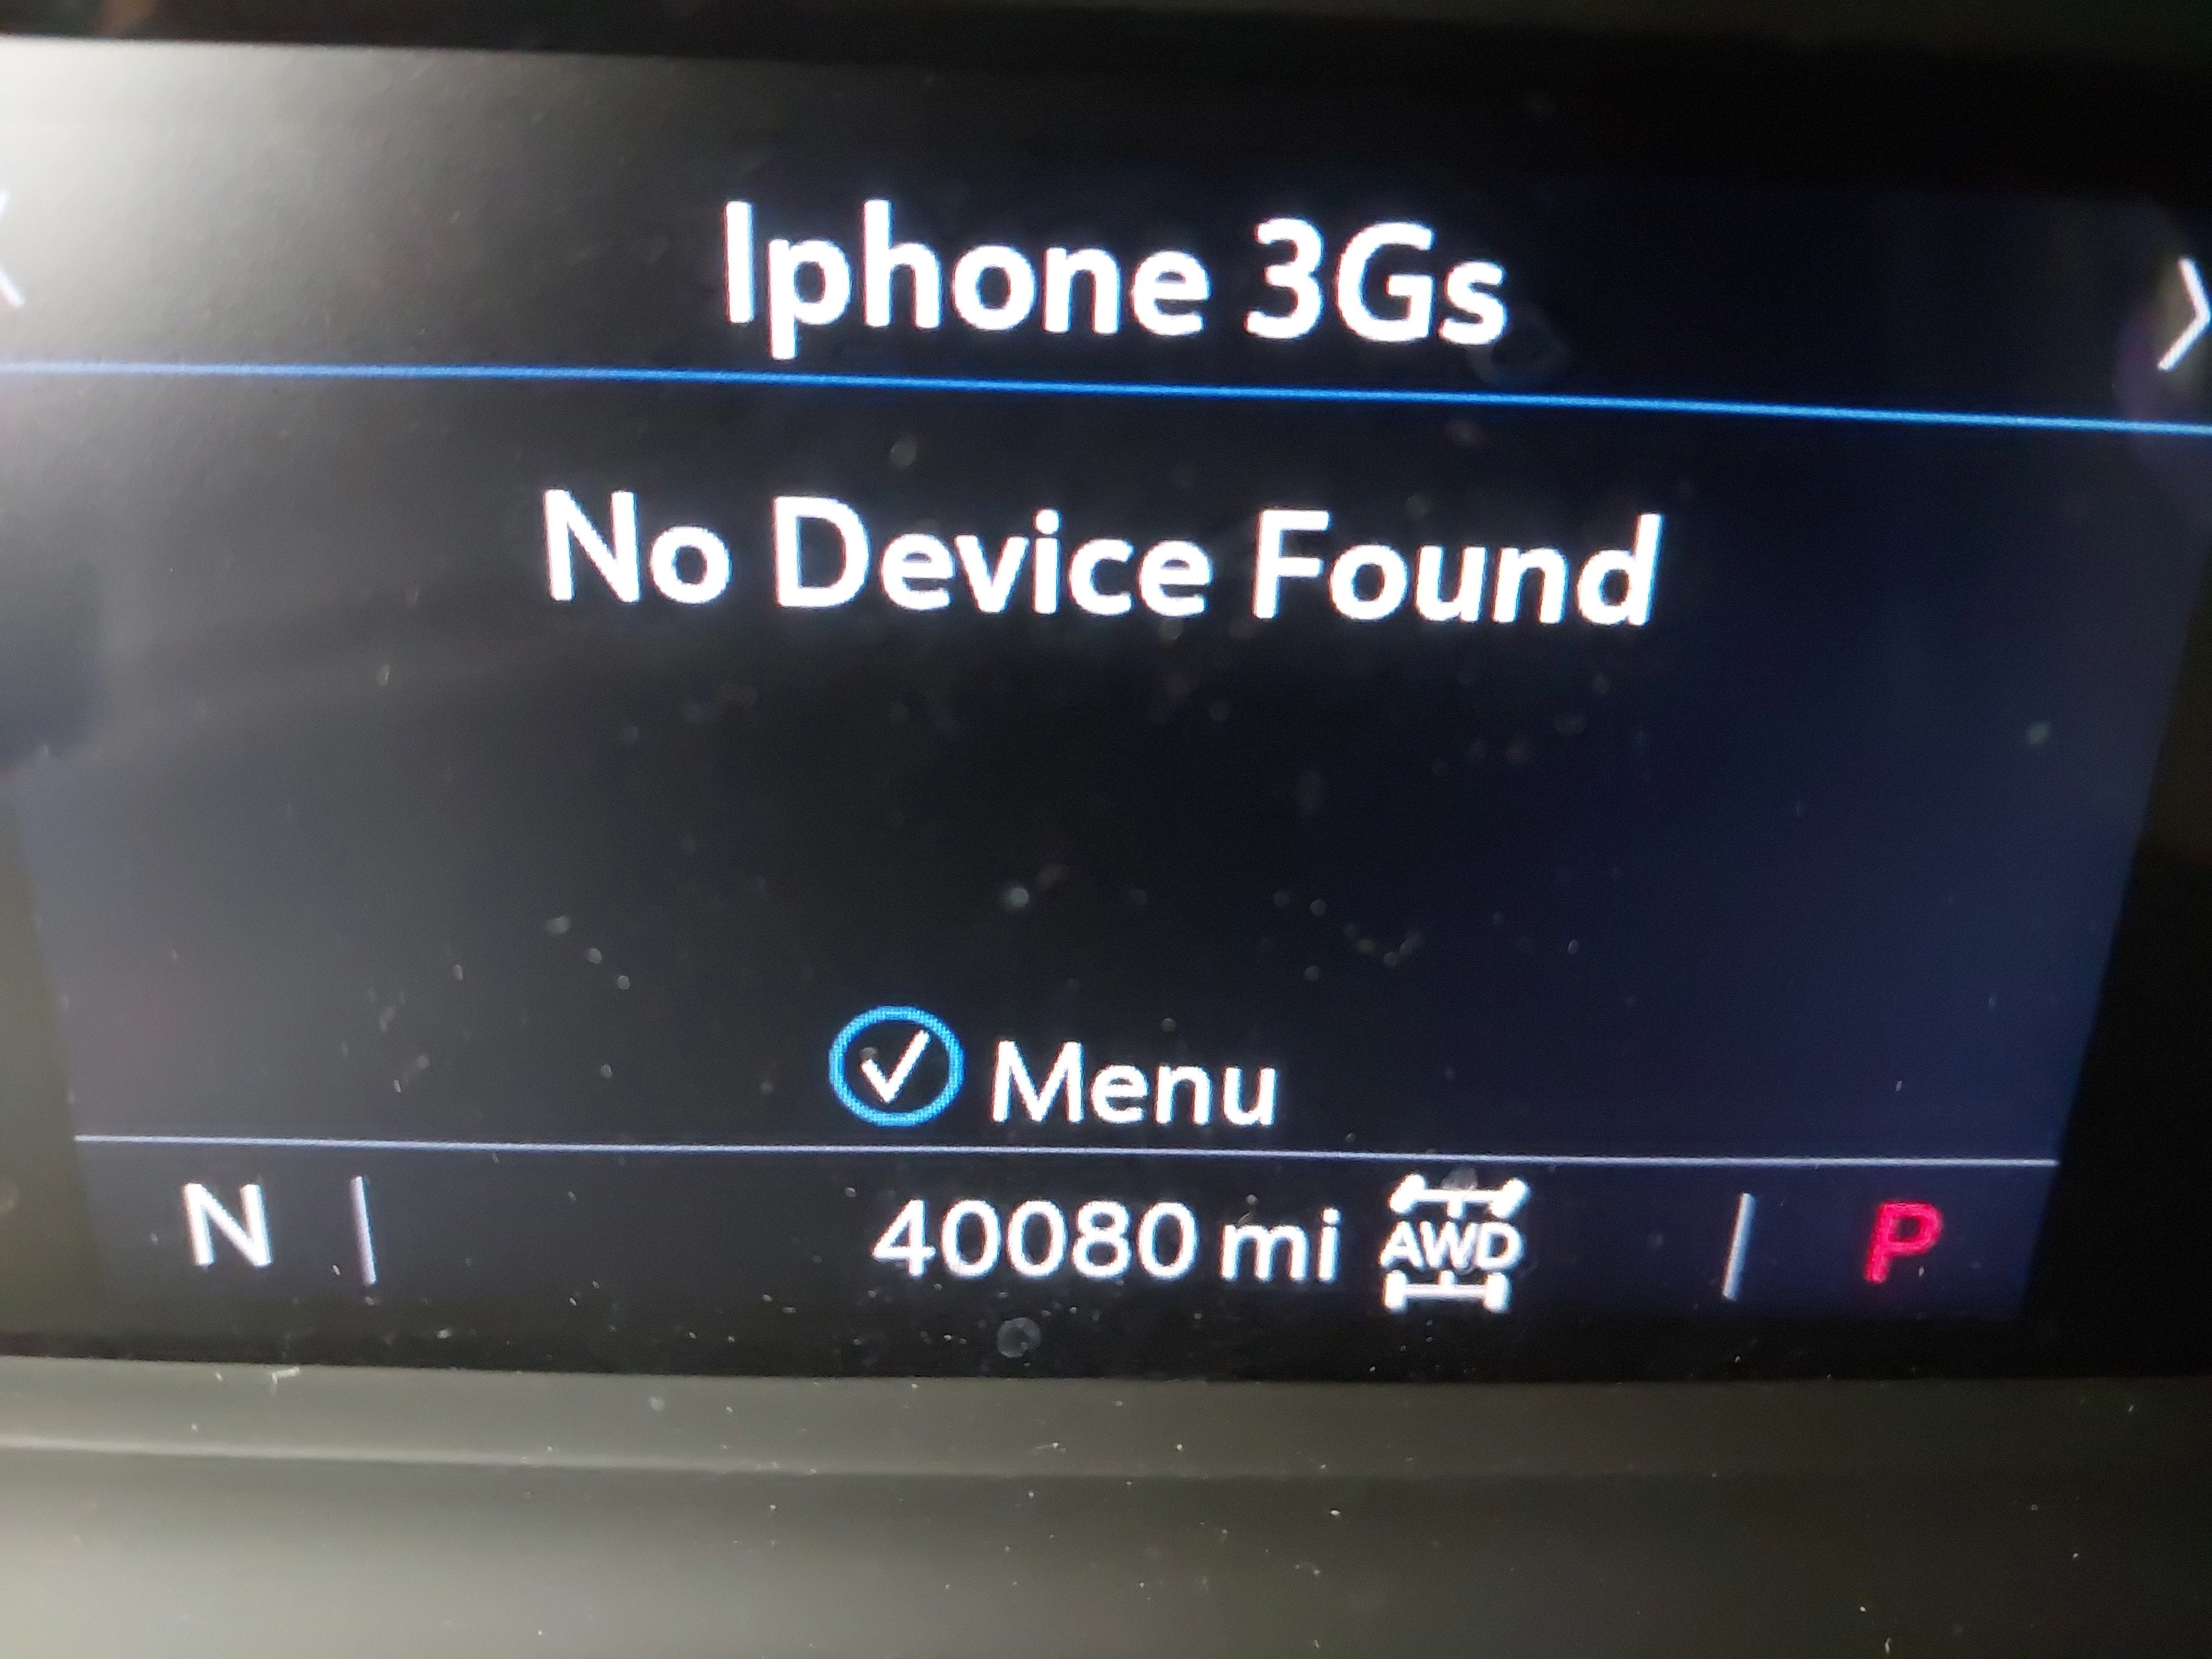 Iphone 3Gs
No Device Found
Menu
N 40080 mi AWD P